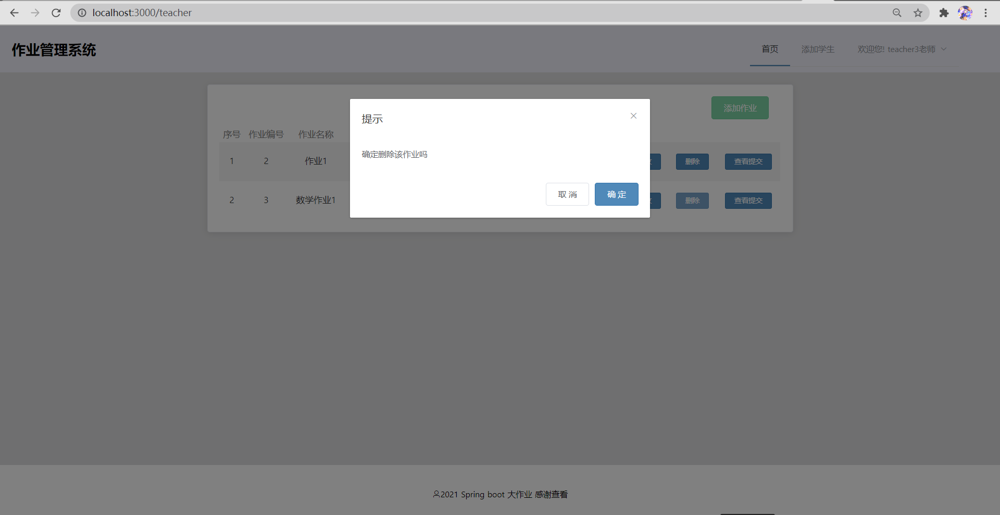 localhost:3000/teacher
作业管理系统
首页 添加学生 欢迎您! teacher3老师
添加作业
提示
确定删除该作业吗
取 消 确 定
序号 作业编号 作业名称
1 2 作业1 删除 查看提交
2 3 数学作业1 删除 查看提交
2021 Spring boot 大作业 感谢查看